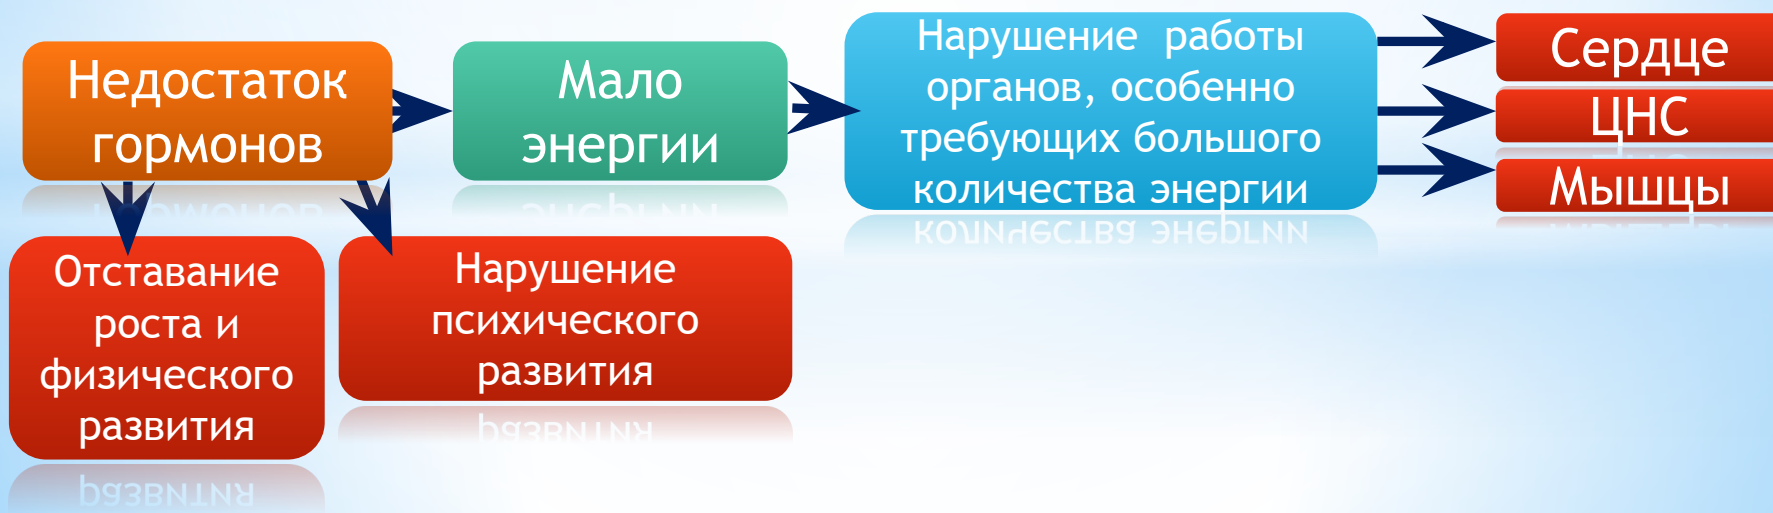 Недостаток
гормонов
Мало
энергии
Нарушение работы
органов, особенно
требующих большого
количества энергии
Сердце
ЦНС
Мышцы
Отставание
роста и
физического
развития
Нарушение
психического
развития